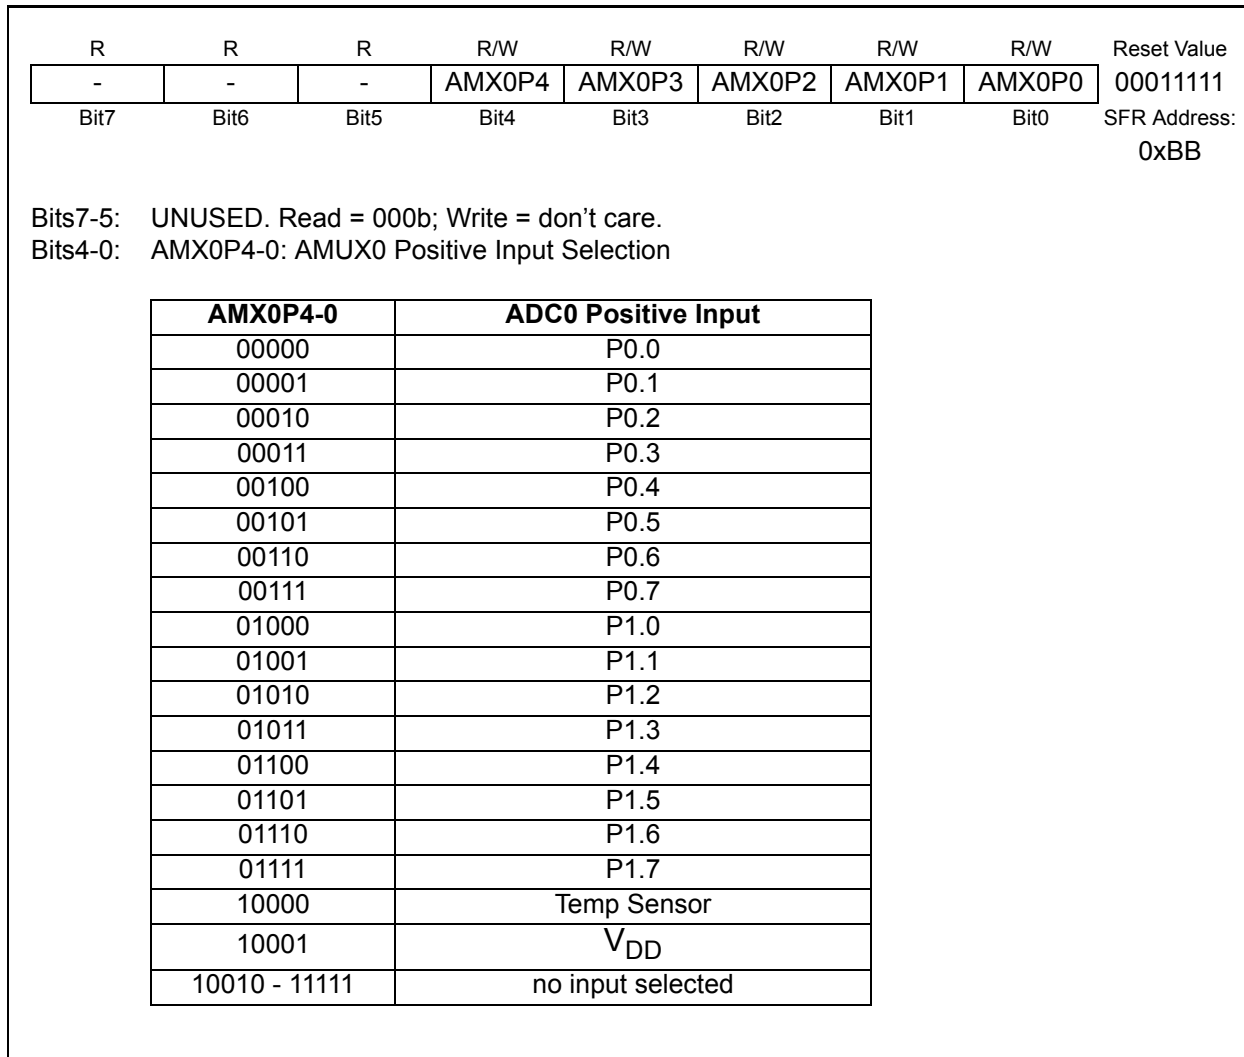 R R R R/W R/W R/W R/W R/W Reset Value
- - - AMX0P4 AMX0P3 AMX0P2 AMX0P1 AMX0P0 00011111
Bit7 Bit6 Bit5 Bit4 Bit3 Bit2 Bit1 Bit0 SFR Address:
0xBB
Bits7-5: UNUSED. Read = 000b; Write = don’t care.
Bits4-0: AMX0P4-0: AMUX0 Positive Input Selection
AMX0P4-0 ADC0 Positive Input
00000 P0.0
00001 P0.1
00010 P0.2
00011 P0.3
00100 P0.4
00101 P0.5
00110 P0.6
00111 P0.7
01000 P1.0
01001 P1.1
01010 P1.2
01011 P1.3
01100 P1.4
01101 P1.5
01110 P1.6
01111 P1.7
10000 Temp Sensor
10001 VDD
10010 - 11111 no input selected